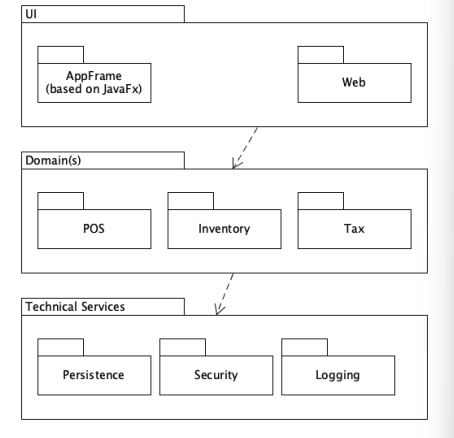 UI
AppFrame
(based on JavaFx)
Web
Domain(s)
POS
Inventory
Tax
Technical Services
Persistence
Security
Logging